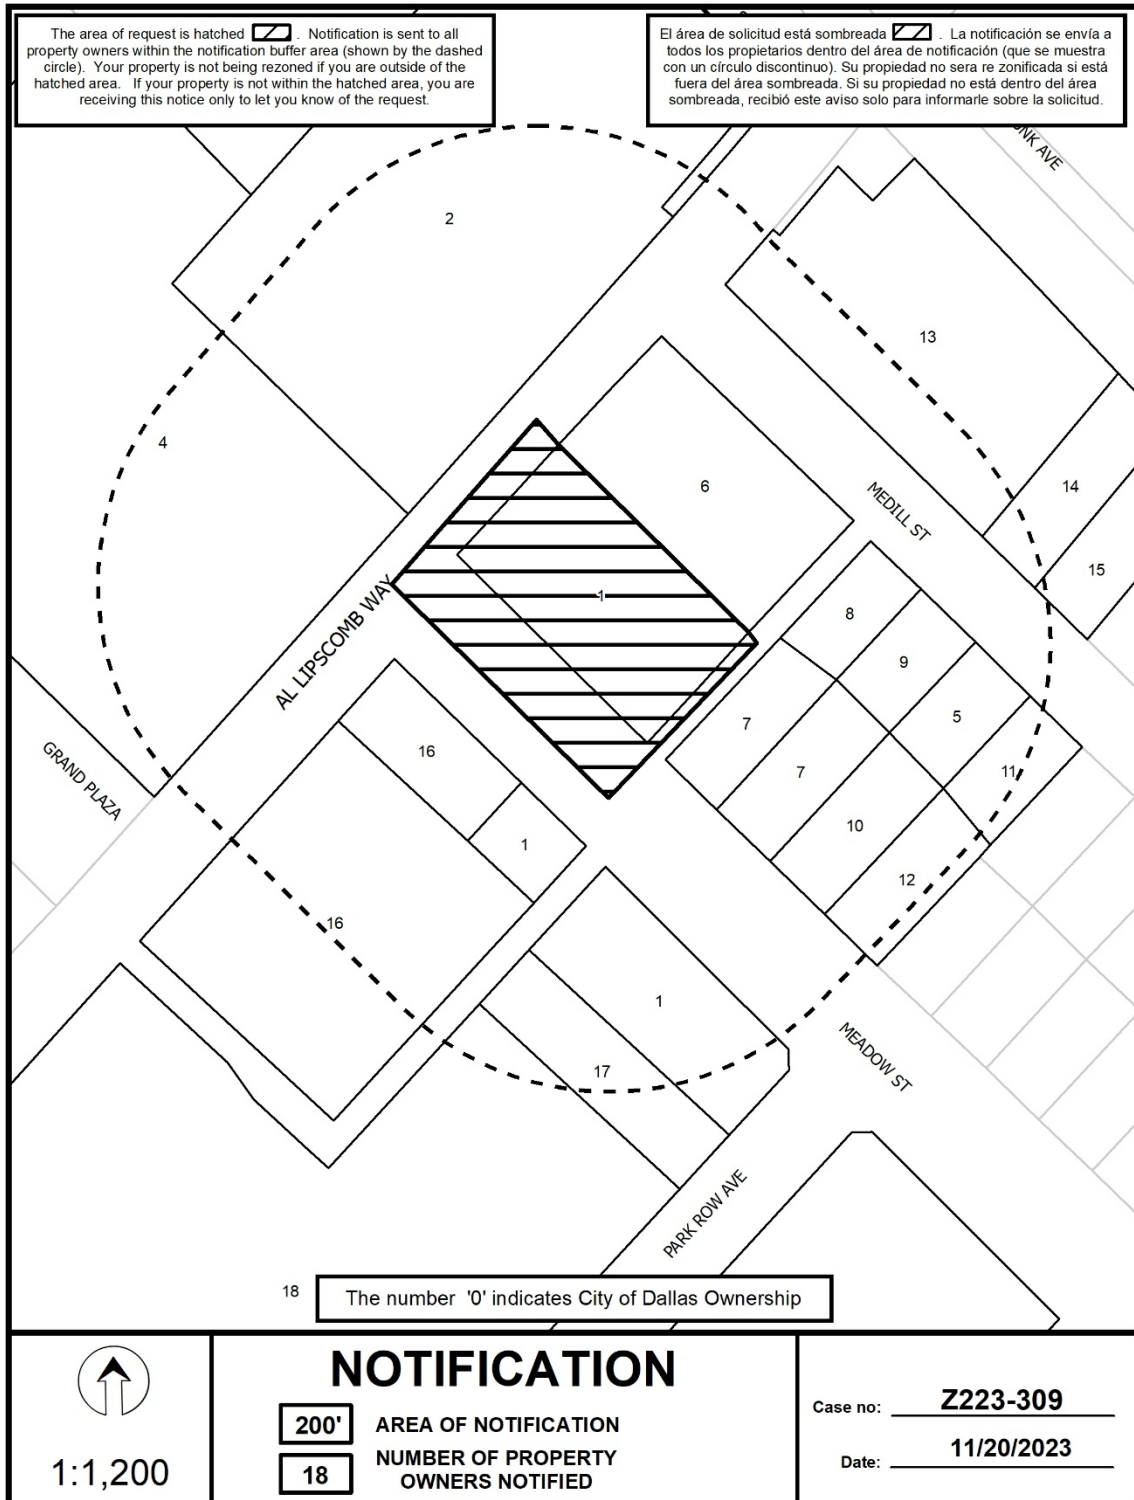 The area of request is hatched . Notification is sent to all
property owners within the notification buffer area (shown by the dashed
circle). Your property is not being rezoned if you are outside of the
hatched area. If your property is not within the hatched area, you are
receiving this notice only to let you know of the request.
El área de solicitud está sombreada . La notificación se envía a
todos los propietarios dentro del área de notificación (que se muestra
con un círculo discontinuo). Su propiedad no sera re zonificada si está
fuera del área sombreada. Si su propiedad no está dentro del área
sombreada, recibió este aviso solo para informarle sobre la solicitud.
AVE
2
13
4
6
14
MEDILL ST
15
1
AL LIPSCOMB WAY
8
9
5
7
16
7
11
GRAND PLAZA
10
1
12
16
1
MEADOW ST
17
PARK ROW AVE
18
The number '0' indicates City of Dallas Ownership
1:1,200
NOTIFICATION
200' AREA OF NOTIFICATION
18 NUMBER OF PROPERTY
OWNERS NOTIFIED
Case no: Z223-309
Date: 11/20/2023